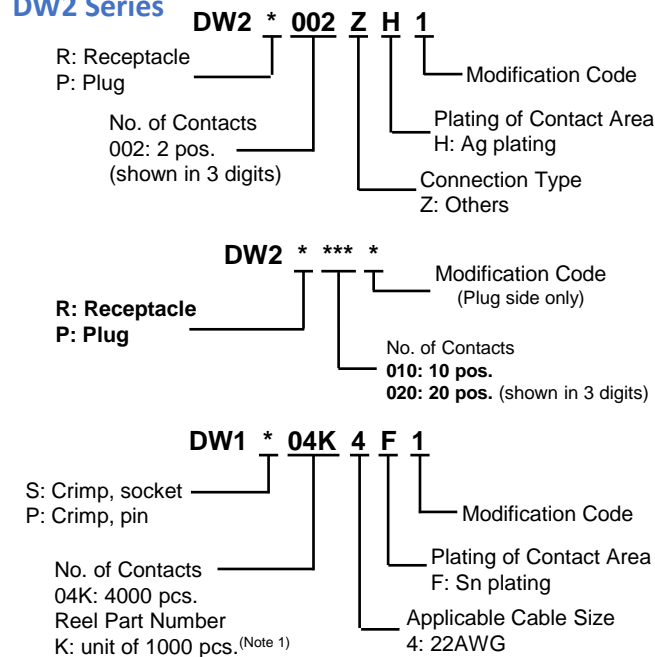 DW2 Series
DW2 * 002 Z H 1
R: Receptacle
P: Plug
Modification Code
No. of Contacts
002: 2 pos.
(shown in 3 digits)
Plating of Contact Area
H: Ag plating
Connection Type
Z: Others
DW2 * *** *
Modification Code
(Plug side only)
R: Receptacle
P: Plug
No. of Contacts
010: 10 pos.
020: 20 pos. (shown in 3 digits)
DW1 * 04K 4 F 1
S: Crimp, socket
P: Crimp, pin
Modification Code
No. of Contacts
04K: 4000 pcs.
Reel Part Number
K: unit of 1000 pcs.(Note 1)
Plating of Contact Area
F: Sn plating
Applicable Cable Size
4: 22AWG